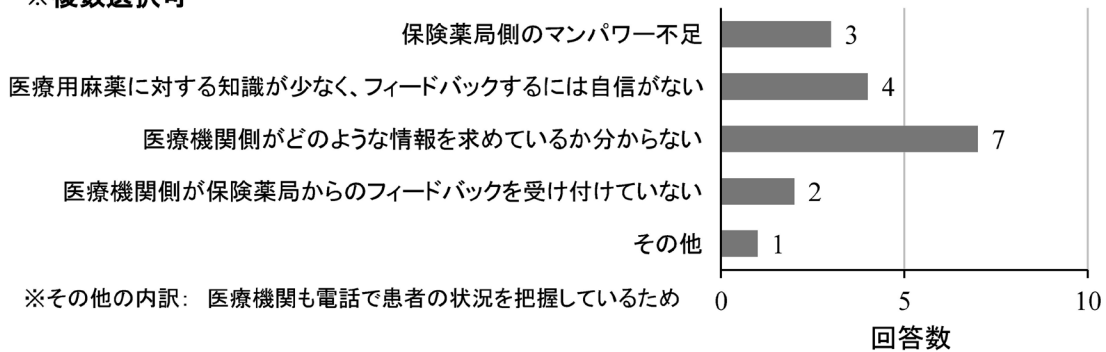 ※複数選択可
保険薬局側のマンパワー不足 3
医療用麻薬に対する知識が少なく、フィードバックするには自信がない 4
医療機関側がどのような情報を求めているか分からない 7
医療機関側が保険薬局からのフィードバックを受け付けていない 2
その他 1
※その他の内訳： 医療機関も電話で患者の状況を把握しているため
0 5 10
回答数